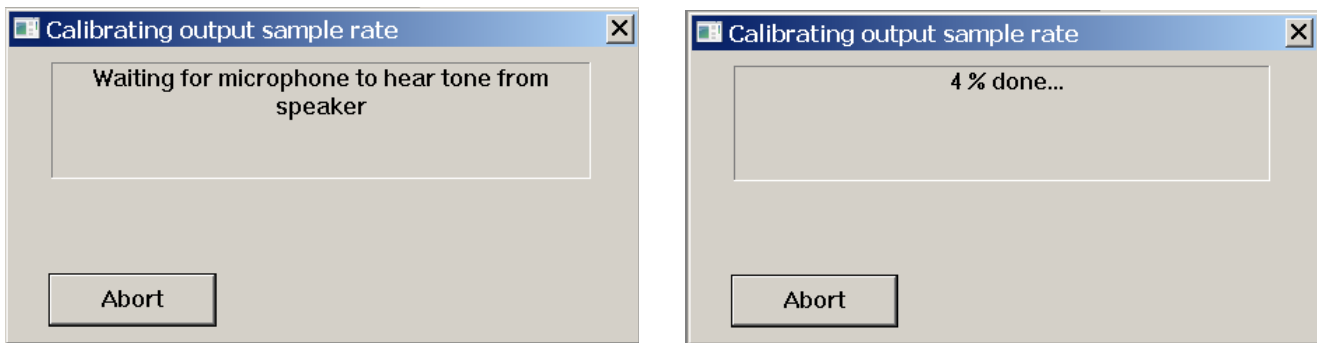 Calibrating output sample rate
Waiting for microphone to hear tone from
speaker
Abort
Calibrating output sample rate
4 % done...
Abort